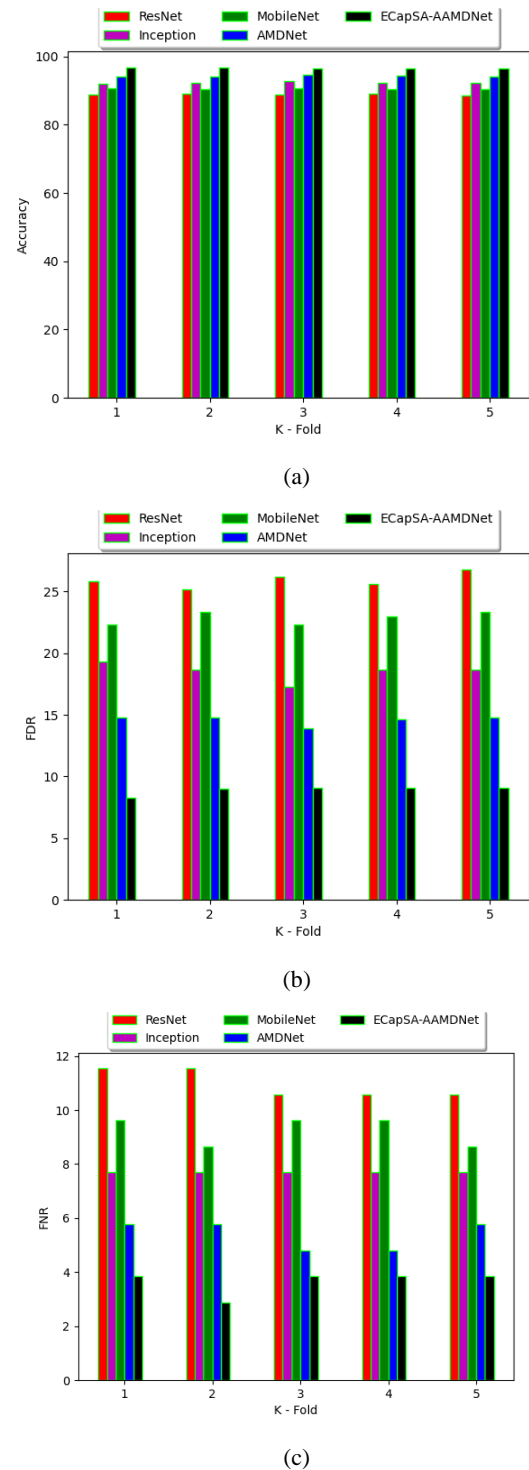 ResNet MobileNet ECapSA-AAMDNet
Inception AMDNet
100
80
60
40
20
0
Accuracy
1 2 3 4 5
K - Fold
(a)
ResNet MobileNet ECapSA-AAMDNet
Inception AMDNet
25
20
15
10
5
0
FDR
1 2 3 4 5
K - Fold
(b)
ResNet MobileNet ECapSA-AAMDNet
Inception AMDNet
12
10
8
6
4
2
0
FNR
1 2 3 4 5
K - Fold
(c)